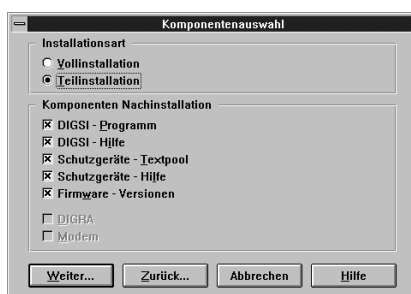 Komponentenauswahl
Installationsart
Vollinstallation
Teilinstallation
Komponenten Nachinstallation
DIGSI - Programm
DIGSI - Hilfe
Schutzgeräte - Textpool
Schutzgeräte - Hilfe
Firmware - Versionen
DIGRA
Modem
Weiter... Zurück... Abbrechen Hilfe